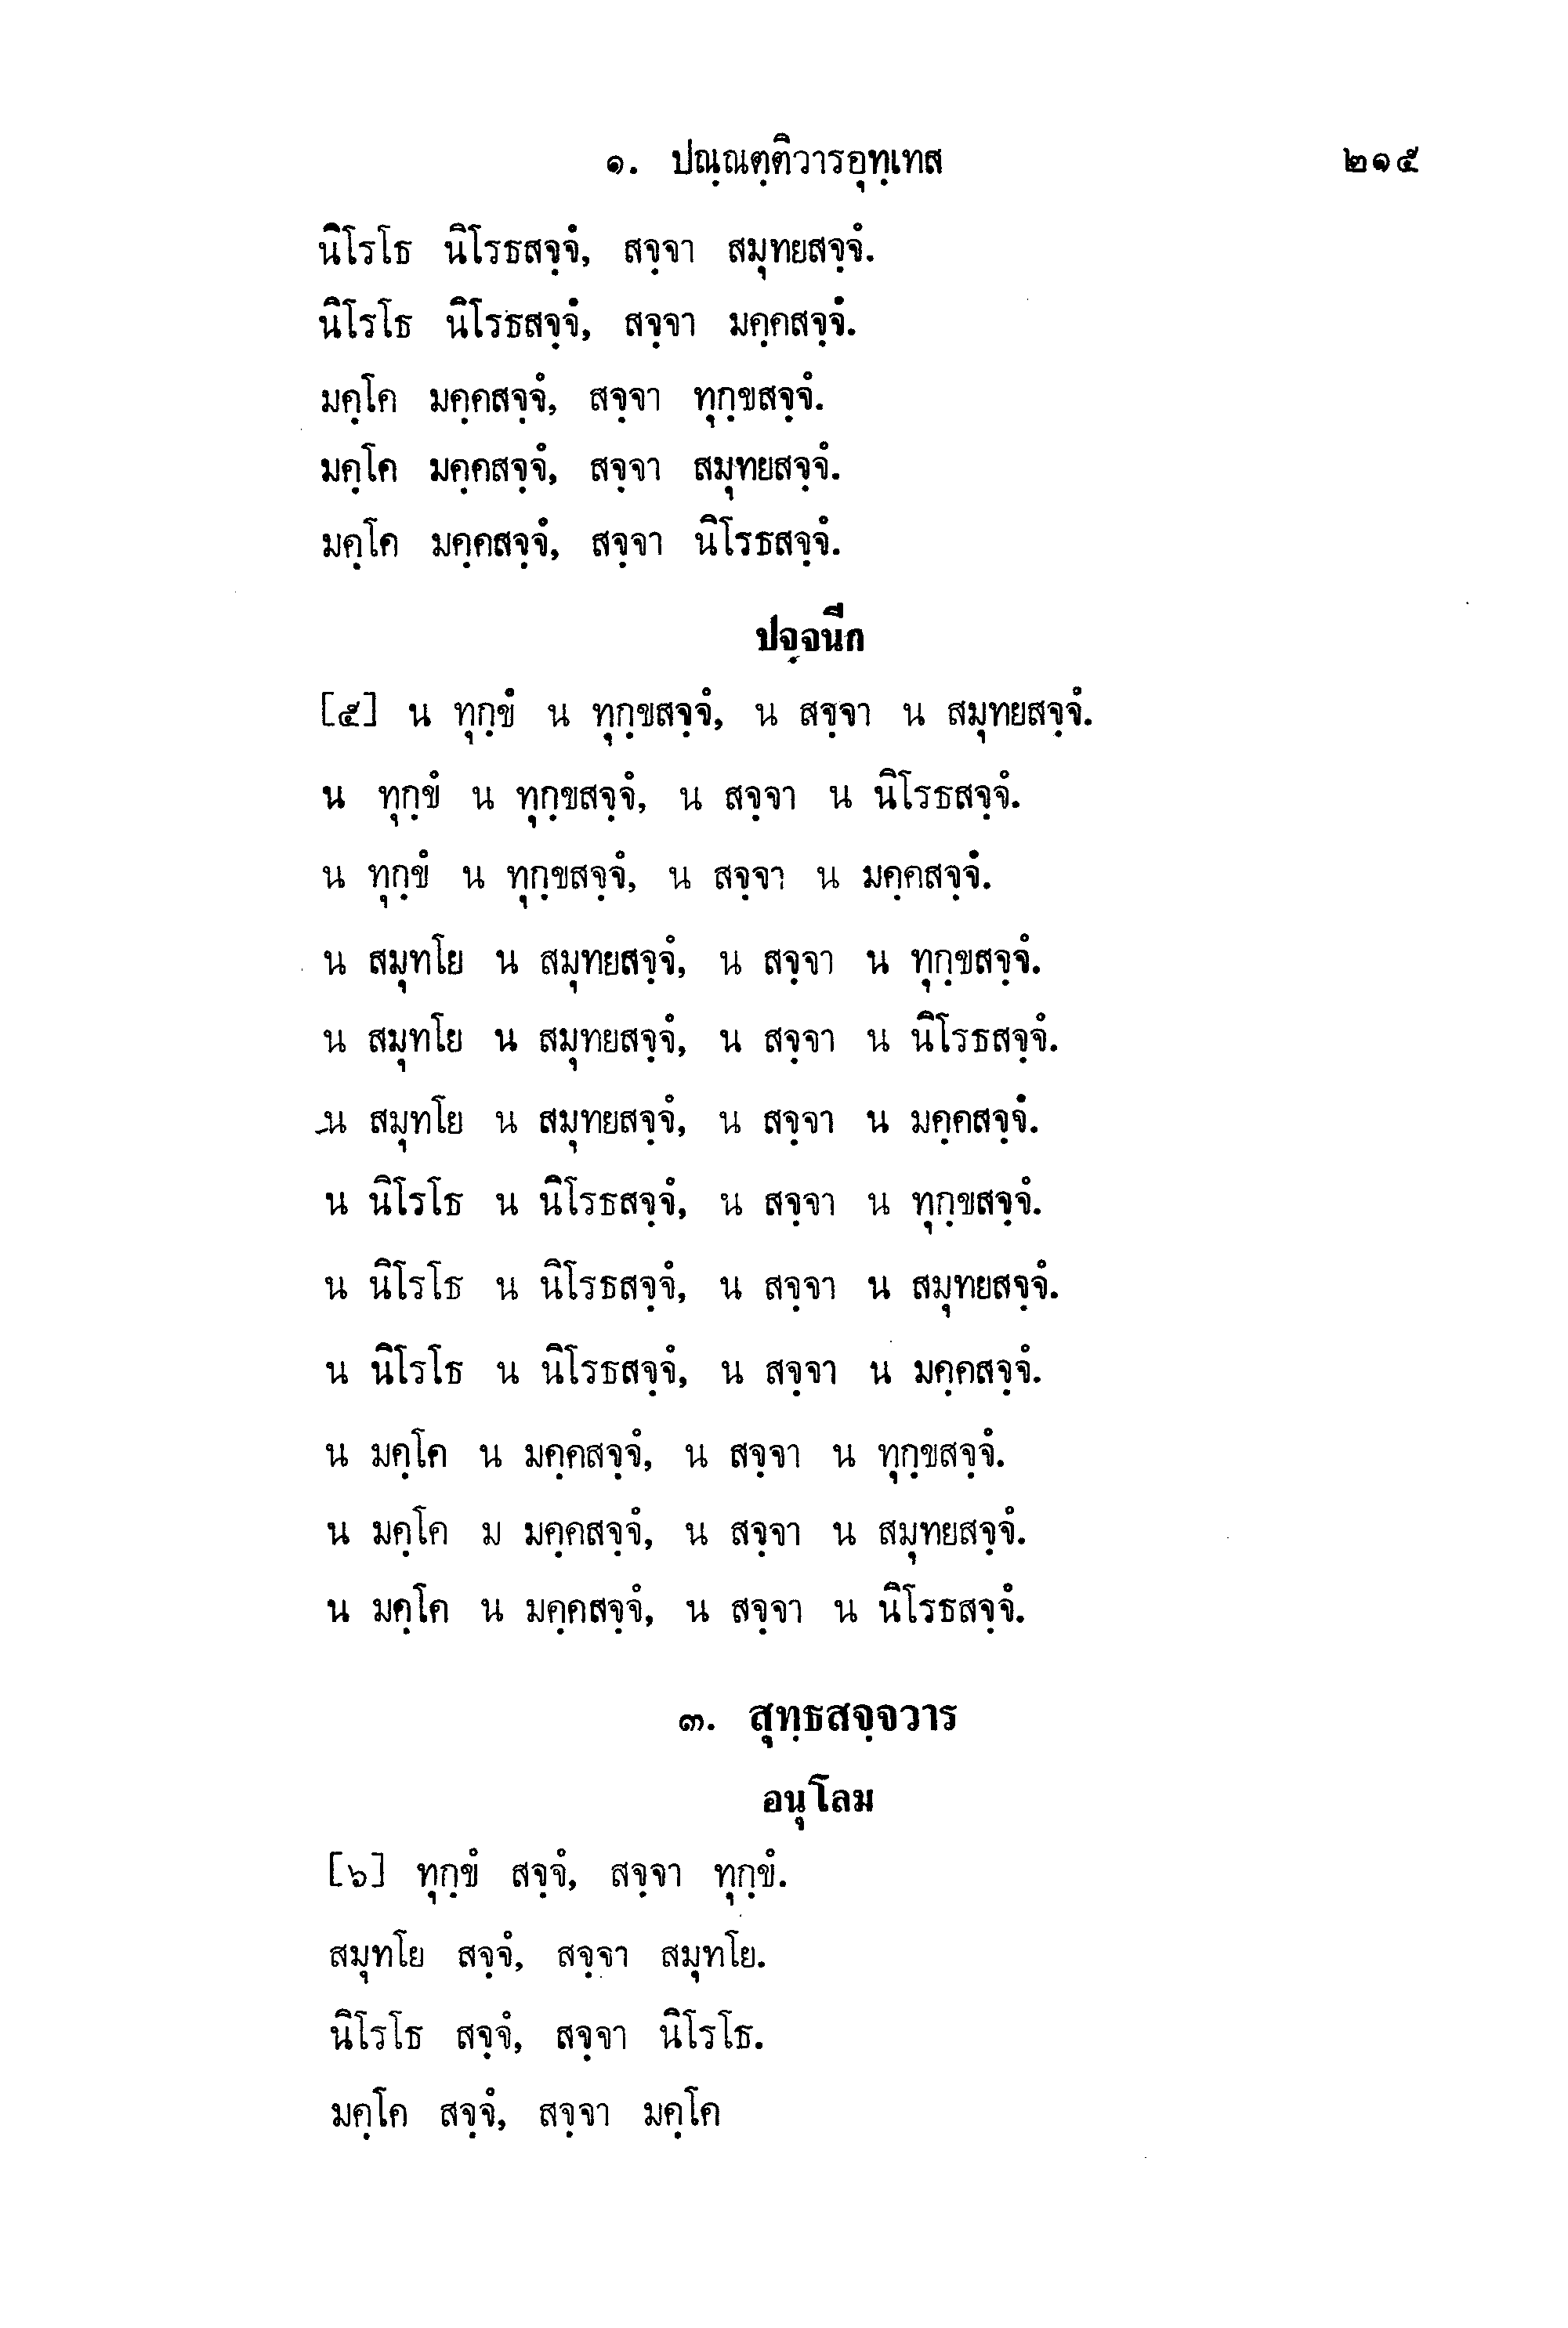 ๑. ปณฺณตฺติวารอุทฺเทส ๒๑๕
นิโรโธ นิโรธสจฺจํ, สจฺจา สมุทยสจฺจํ.
นิโรโธ นิโรธสจฺจํ, สจฺจา มคฺคสจฺจํ.
มคฺโค มคฺคสจฺจํ, สจฺจา ทุกฺขสจฺจํ.
มคฺโค มคฺคสจฺจํ, สจฺจา สมุทยสจฺจํ.
มคฺโค มคฺคสจฺจํ, สจฺจา นิโรธสจฺจํ.
ปจฺจนีก
[๕] น ทุกฺขํ น ทุกฺขสจฺจํ, น สจฺจา น สมุทยสจฺจํ.
น ทุกฺขํ น ทุกฺขสจฺจํ, น สจฺจา น นิโรธสจฺจํ.
น ทุกฺขํ น ทุกฺขสจฺจํ, น สจฺจา น มคฺคสจฺจํ.
น สมุทโย น สมุทยสจฺจํ, น สจฺจา น ทุกฺขสจฺจํ.
น สมุทโย น สมุทยสจฺจํ, น สจฺจา น นิโรธสจฺจํ.
น สมุทโย น สมุทยสจฺจํ, น สจฺจา น มคฺคสจฺจํ.
น นิโรโธ น นิโรธสจฺจํ, น สจฺจา น ทุกฺขสจฺจํ.
น นิโรโธ น นิโรธสจฺจํ, น สจฺจา น สมุทยสจฺจํ.
น นิโรโธ น นิโรธสจฺจํ, น สจฺจา น มคฺคสจฺจํ.
น มคฺโค น มคฺคสจฺจํ, น สจฺจา น ทุกฺขสจฺจํ.
น มคฺโค ม มคฺคสจฺจํ, น สจฺจา น สมุทยสจฺจํ.
น มคฺโค น มคฺคสจฺจํ, น สจฺจา น นิโรธสจฺจํ.
๓. สุทฺธสจฺจวาร
อนุโลม
[๖] ทุกฺขํ สจฺจํ, สจฺจา ทุกฺขํ.
สมุทโย สจฺจํ, สจฺจา สมุทโย.
นิโรโธ สจฺจํ, สจฺจา นิโรโธ.
มคฺโค สจฺจํ, สจฺจา มคฺโค